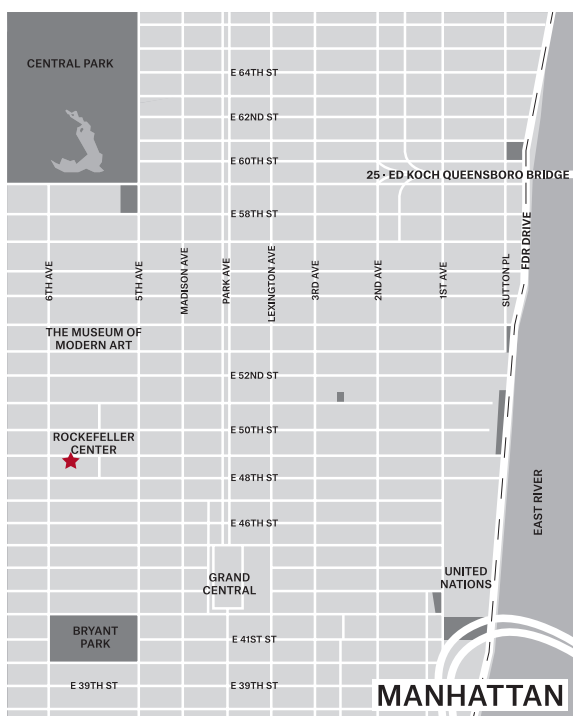 CENTRAL PARK
E 64TH ST
E 62ND ST
E 60TH ST
25 · ED KOCH QUEENSBORO BRIDGE
E 58TH ST
6TH AVE
5TH AVE
MADISON AVE
PARK AVE
LEXINGTON AVE
3RD AVE
2ND AVE
1ST AVE
SUTTON PL
FDR DRIVE
THE MUSEUM OF
MODERN ART
E 52ND ST
E 50TH ST
ROCKEFELLER
CENTER
E 48TH ST
E 46TH ST
EAST RIVER
GRAND
CENTRAL
UNITED
NATIONS
BRYANT
PARK
E 41ST ST
E 39TH ST
E 39TH ST
MANHATTAN